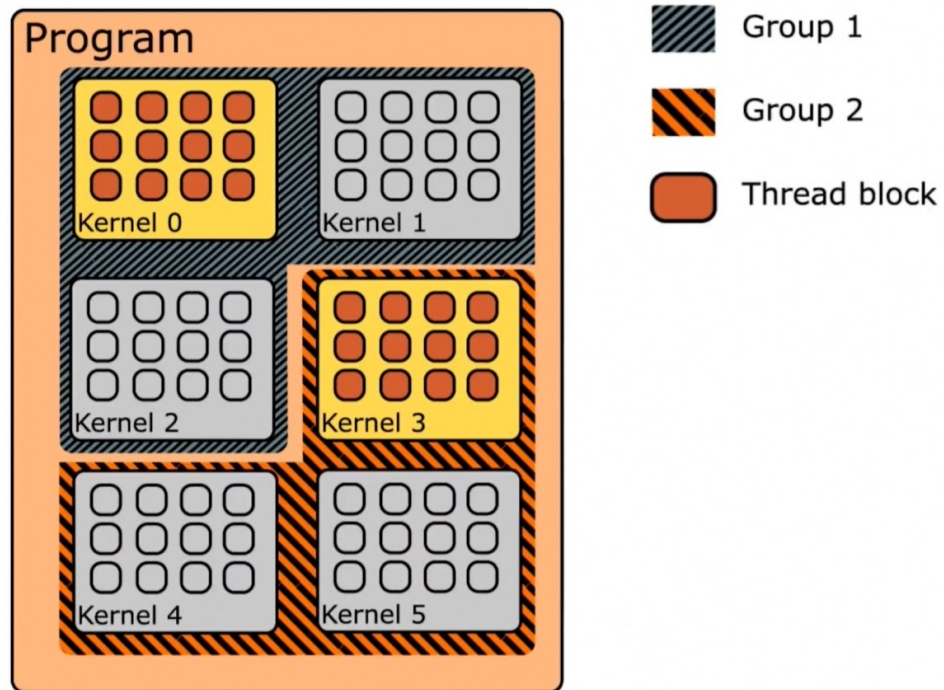 Program
Kernel 0
Kernel 1
Kernel 2
Kernel 3
Kernel 4
Kernel 5
Group 1
Group 2
Thread block